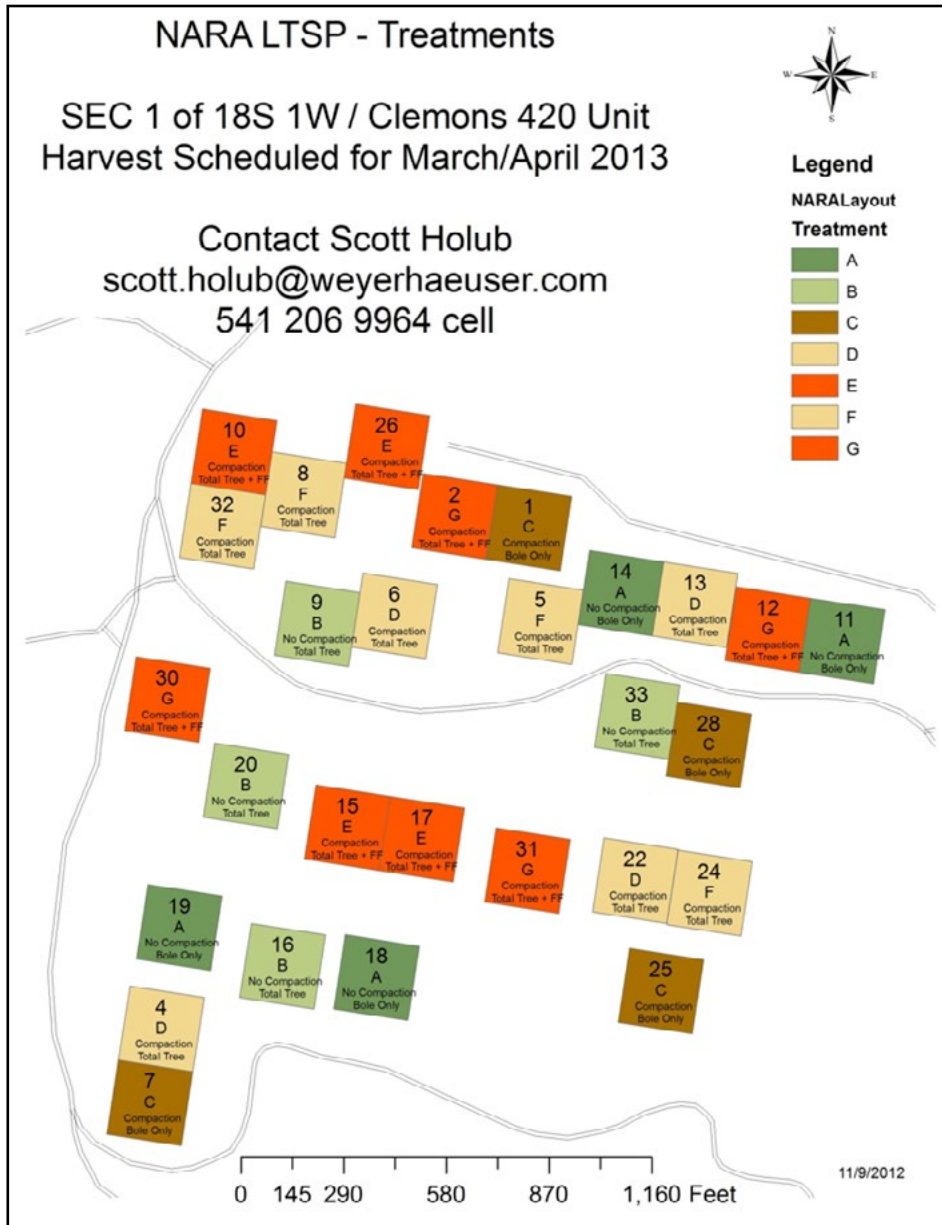 NARA LTSP - Treatments
SEC 1 of 18S 1W / Clemons 420 Unit
Harvest Scheduled for March/April 2013
Contact Scott Holub
scott.holub@weyerhaeuser.com
541 206 9964 cell
N
W
E
S
Legend
NARALayout
Treatment
A
B
C
D
E
F
G
10
E
Compaction
Total Tree + FF
26
E
Compaction
Total Tree + FF
8
F
Compaction
Total Tree
32
F
Compaction
Total Tree
2
G
Compaction
Total Tree + FF
1
C
Compaction
Bole Only
9
B
No Compaction
Total Tree
6
D
Compaction
Total Tree
5
F
Compaction
Total Tree
14
A
No Compaction
Bole Only
13
D
Compaction
Total Tree
12
G
Compaction
Total Tree + FF
11
A
No Compaction
Bole Only
30
G
Compaction
Total Tree + FF
33
B
No Compaction
Total Tree
28
C
Compaction
Bole Only
20
B
No Compaction
Total Tree
15
E
Compaction
Total Tree + FF
17
E
Compaction
Total Tree + FF
31
G
Compaction
Total Tree + FF
22
D
Compaction
Total Tree
24
F
Compaction
Total Tree
19
A
No Compaction
Bole Only
16
B
No Compaction
Total Tree
18
A
No Compaction
Bole Only
25
C
Compaction
Bole Only
4
D
Compaction
Total Tree
7
C
Compaction
Bole Only
11/9/2012
0 145 290 580 870 1,160 Feet